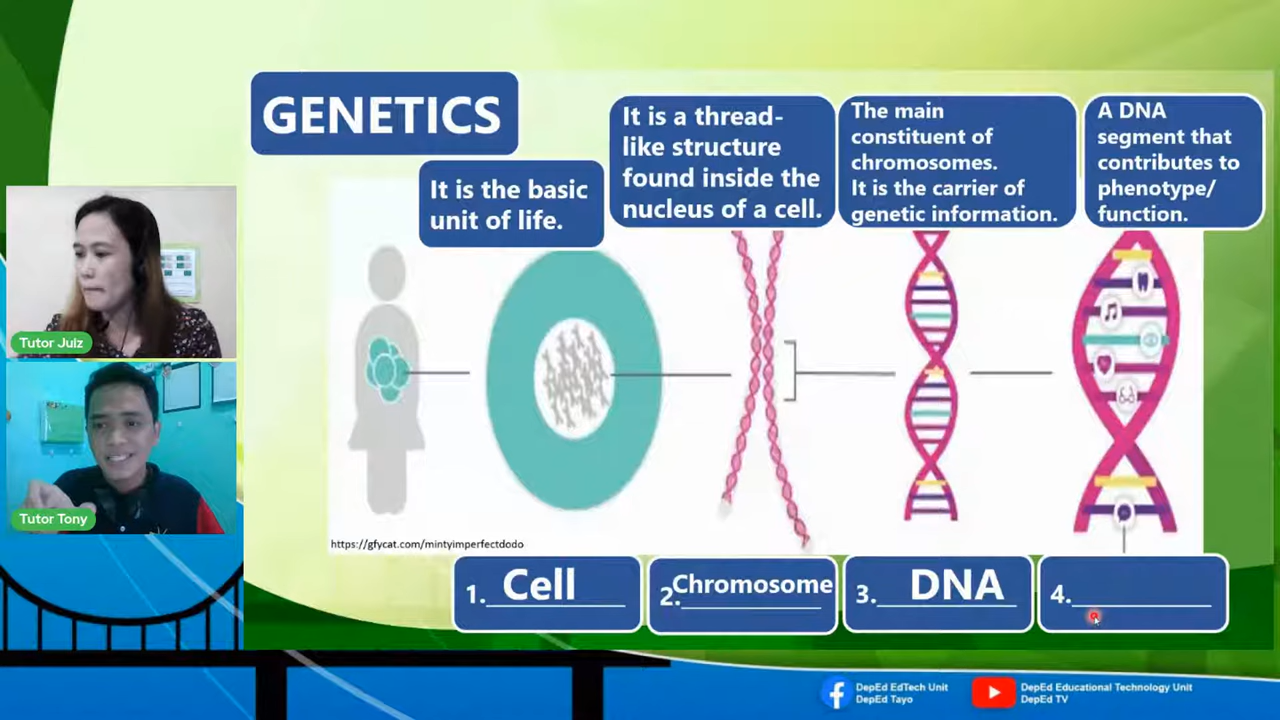 GENETICS
It is the basic
unit of life.
It is a thread-
like structure
found inside the
nucleus of a cell.
The main
constituent of
chromosomes.
It is the carrier of
genetic information.
A DNA
segment that
contributes to
phenotype/
function.
Tutor Juiz
Tutor Tony
https://gfycat.com/mintyimperfectdodo
1. Cell
2. Chromosome
3. DNA
4.
DepEd EdTech Unit
DepEd Tayo
DepEd Educational Technology Unit
DepEd TV